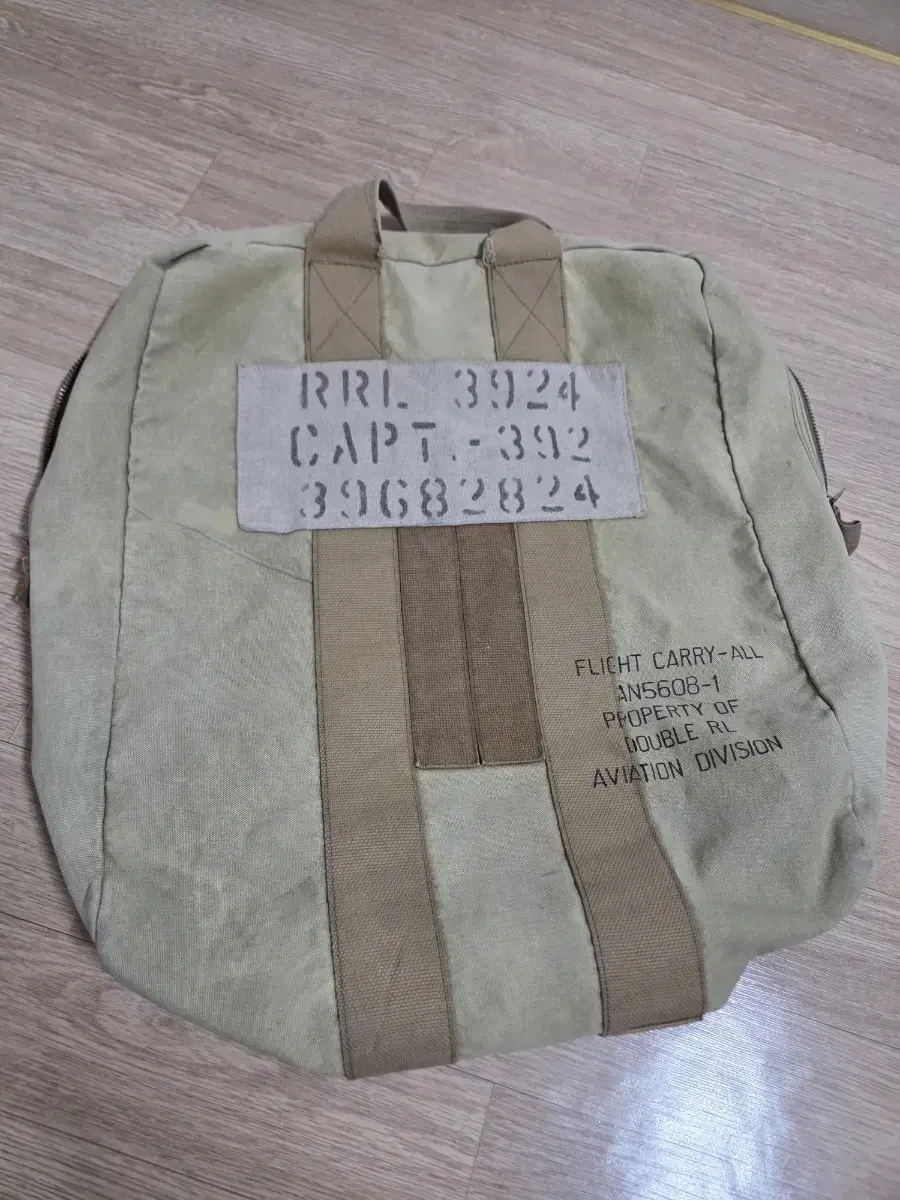 RRL 3924
CAPT.-392
39682824
FLIGHT CARRY-ALL
AN5608-1
PROPERTY OF
DOUBLE RL
AVIATION DIVISION